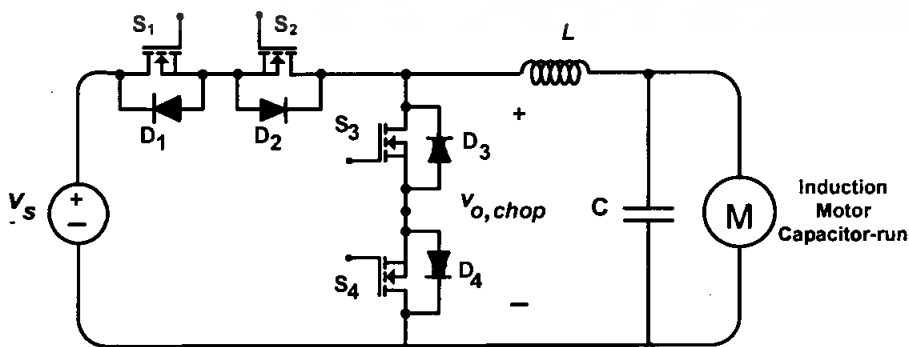 S1
S2
L
D1
D2
+
S3
D3
Vs
+
−
vo,chop
C
M
Induction
Motor
Capacitor-run
S4
D4
−